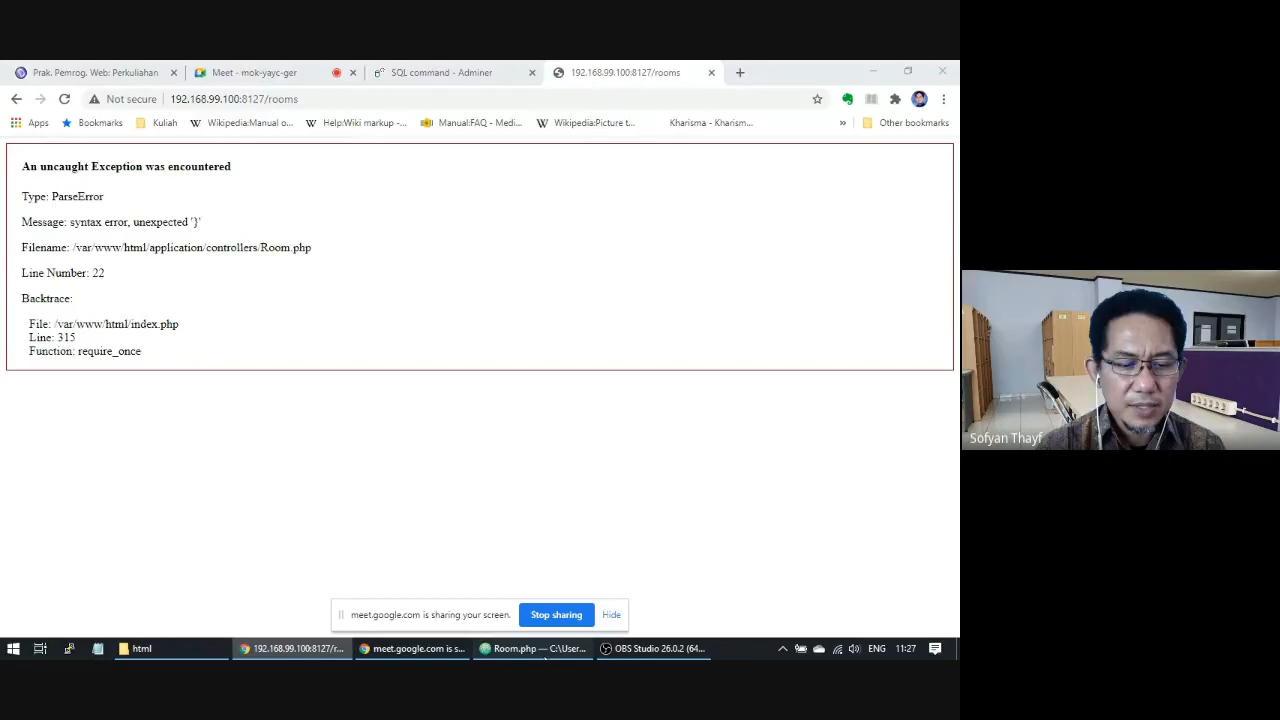 Prak. Pemrog. Web: Perkuliahan
Meet - mok-yayc-ger
SQL command - Adminer
192.168.99.100:8127/rooms
Not secure
192.168.99.100:8127/rooms
Apps
Bookmarks
Kuliah
Wikipedia:Manual o...
Help:Wiki markup -...
Manual:FAQ - Medi...
Wikipedia:Picture t...
Kharisma - Kharism...
»
Other bookmarks
An uncaught Exception was encountered
Type: ParseError
Message: syntax error, unexpected '}'
Filename: /var/www/html/application/controllers/Room.php
Line Number: 22
Backtrace:
File: /var/www/html/index.php
Line: 315
Function: require_once
Sofyan Thayf
meet.google.com is sharing your screen.
Stop sharing
Hide
html
192.168.99.100:8127/r...
meet.google.com is s...
Room.php — C:\User...
OBS Studio 26.0.2 (64...
ENG
11:27